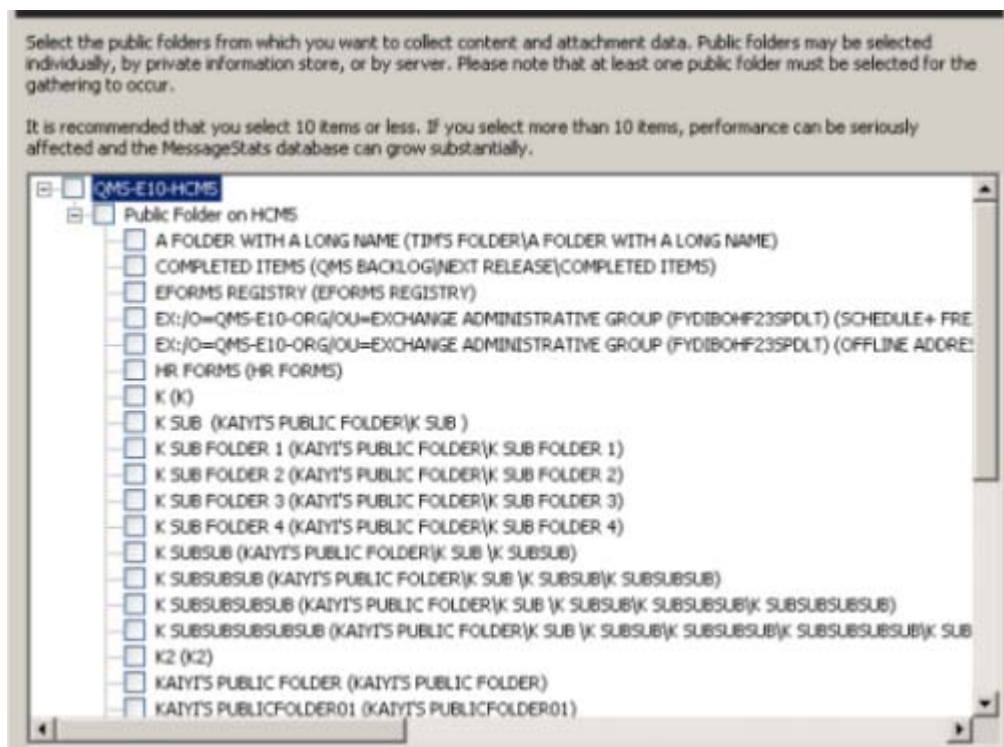 Select the public folders from which you want to collect content and attachment data. Public folders may be selected
individually, by private information store, or by server. Please note that at least one public folder must be selected for the
gathering to occur.
It is recommended that you select 10 items or less. If you select more than 10 items, performance can be seriously
affected and the MessageStats database can grow substantially.
QMS-E10-HCM5
Public Folder on HCM5
A FOLDER WITH A LONG NAME (TIM'S FOLDER\A FOLDER WITH A LONG NAME)
COMPLETED ITEMS (QMS BACKLOG\NEXT RELEASE\COMPLETED ITEMS)
EFORMS REGISTRY (EFORMS REGISTRY)
EX:/O=QMS-E10-ORG/OU=EXCHANGE ADMINISTRATIVE GROUP (FYDIBOHF23SPDLT) (SCHEDULE+ FRE
EX:/O=QMS-E10-ORG/OU=EXCHANGE ADMINISTRATIVE GROUP (FYDIBOHF23SPDLT) (OFFLINE ADDRE
HR FORMS (HR FORMS)
K (K)
K SUB (KAIYI'S PUBLIC FOLDER\K SUB )
K SUB FOLDER 1 (KAIYI'S PUBLIC FOLDER\K SUB FOLDER 1)
K SUB FOLDER 2 (KAIYI'S PUBLIC FOLDER\K SUB FOLDER 2)
K SUB FOLDER 3 (KAIYI'S PUBLIC FOLDER\K SUB FOLDER 3)
K SUB FOLDER 4 (KAIYI'S PUBLIC FOLDER\K SUB FOLDER 4)
K SUBSUB (KAIYI'S PUBLIC FOLDER\K SUB \K SUBSUB)
K SUBSUBSUB (KAIYI'S PUBLIC FOLDER\K SUB \K SUBSUB\K SUBSUBSUB)
K SUBSUBSUBSUB (KAIYI'S PUBLIC FOLDER\K SUB \K SUBSUB\K SUBSUBSUB\K SUBSUBSUBSUB)
K SUBSUBSUBSUBSUB (KAIYI'S PUBLIC FOLDER\K SUB \K SUBSUB\K SUBSUBSUB\K SUBSUBSUBSUB\K SUB
K2 (K2)
KAIYI'S PUBLIC FOLDER (KAIYI'S PUBLIC FOLDER)
KAIYI'S PUBLICFOLDER01 (KAIYI'S PUBLICFOLDER01)